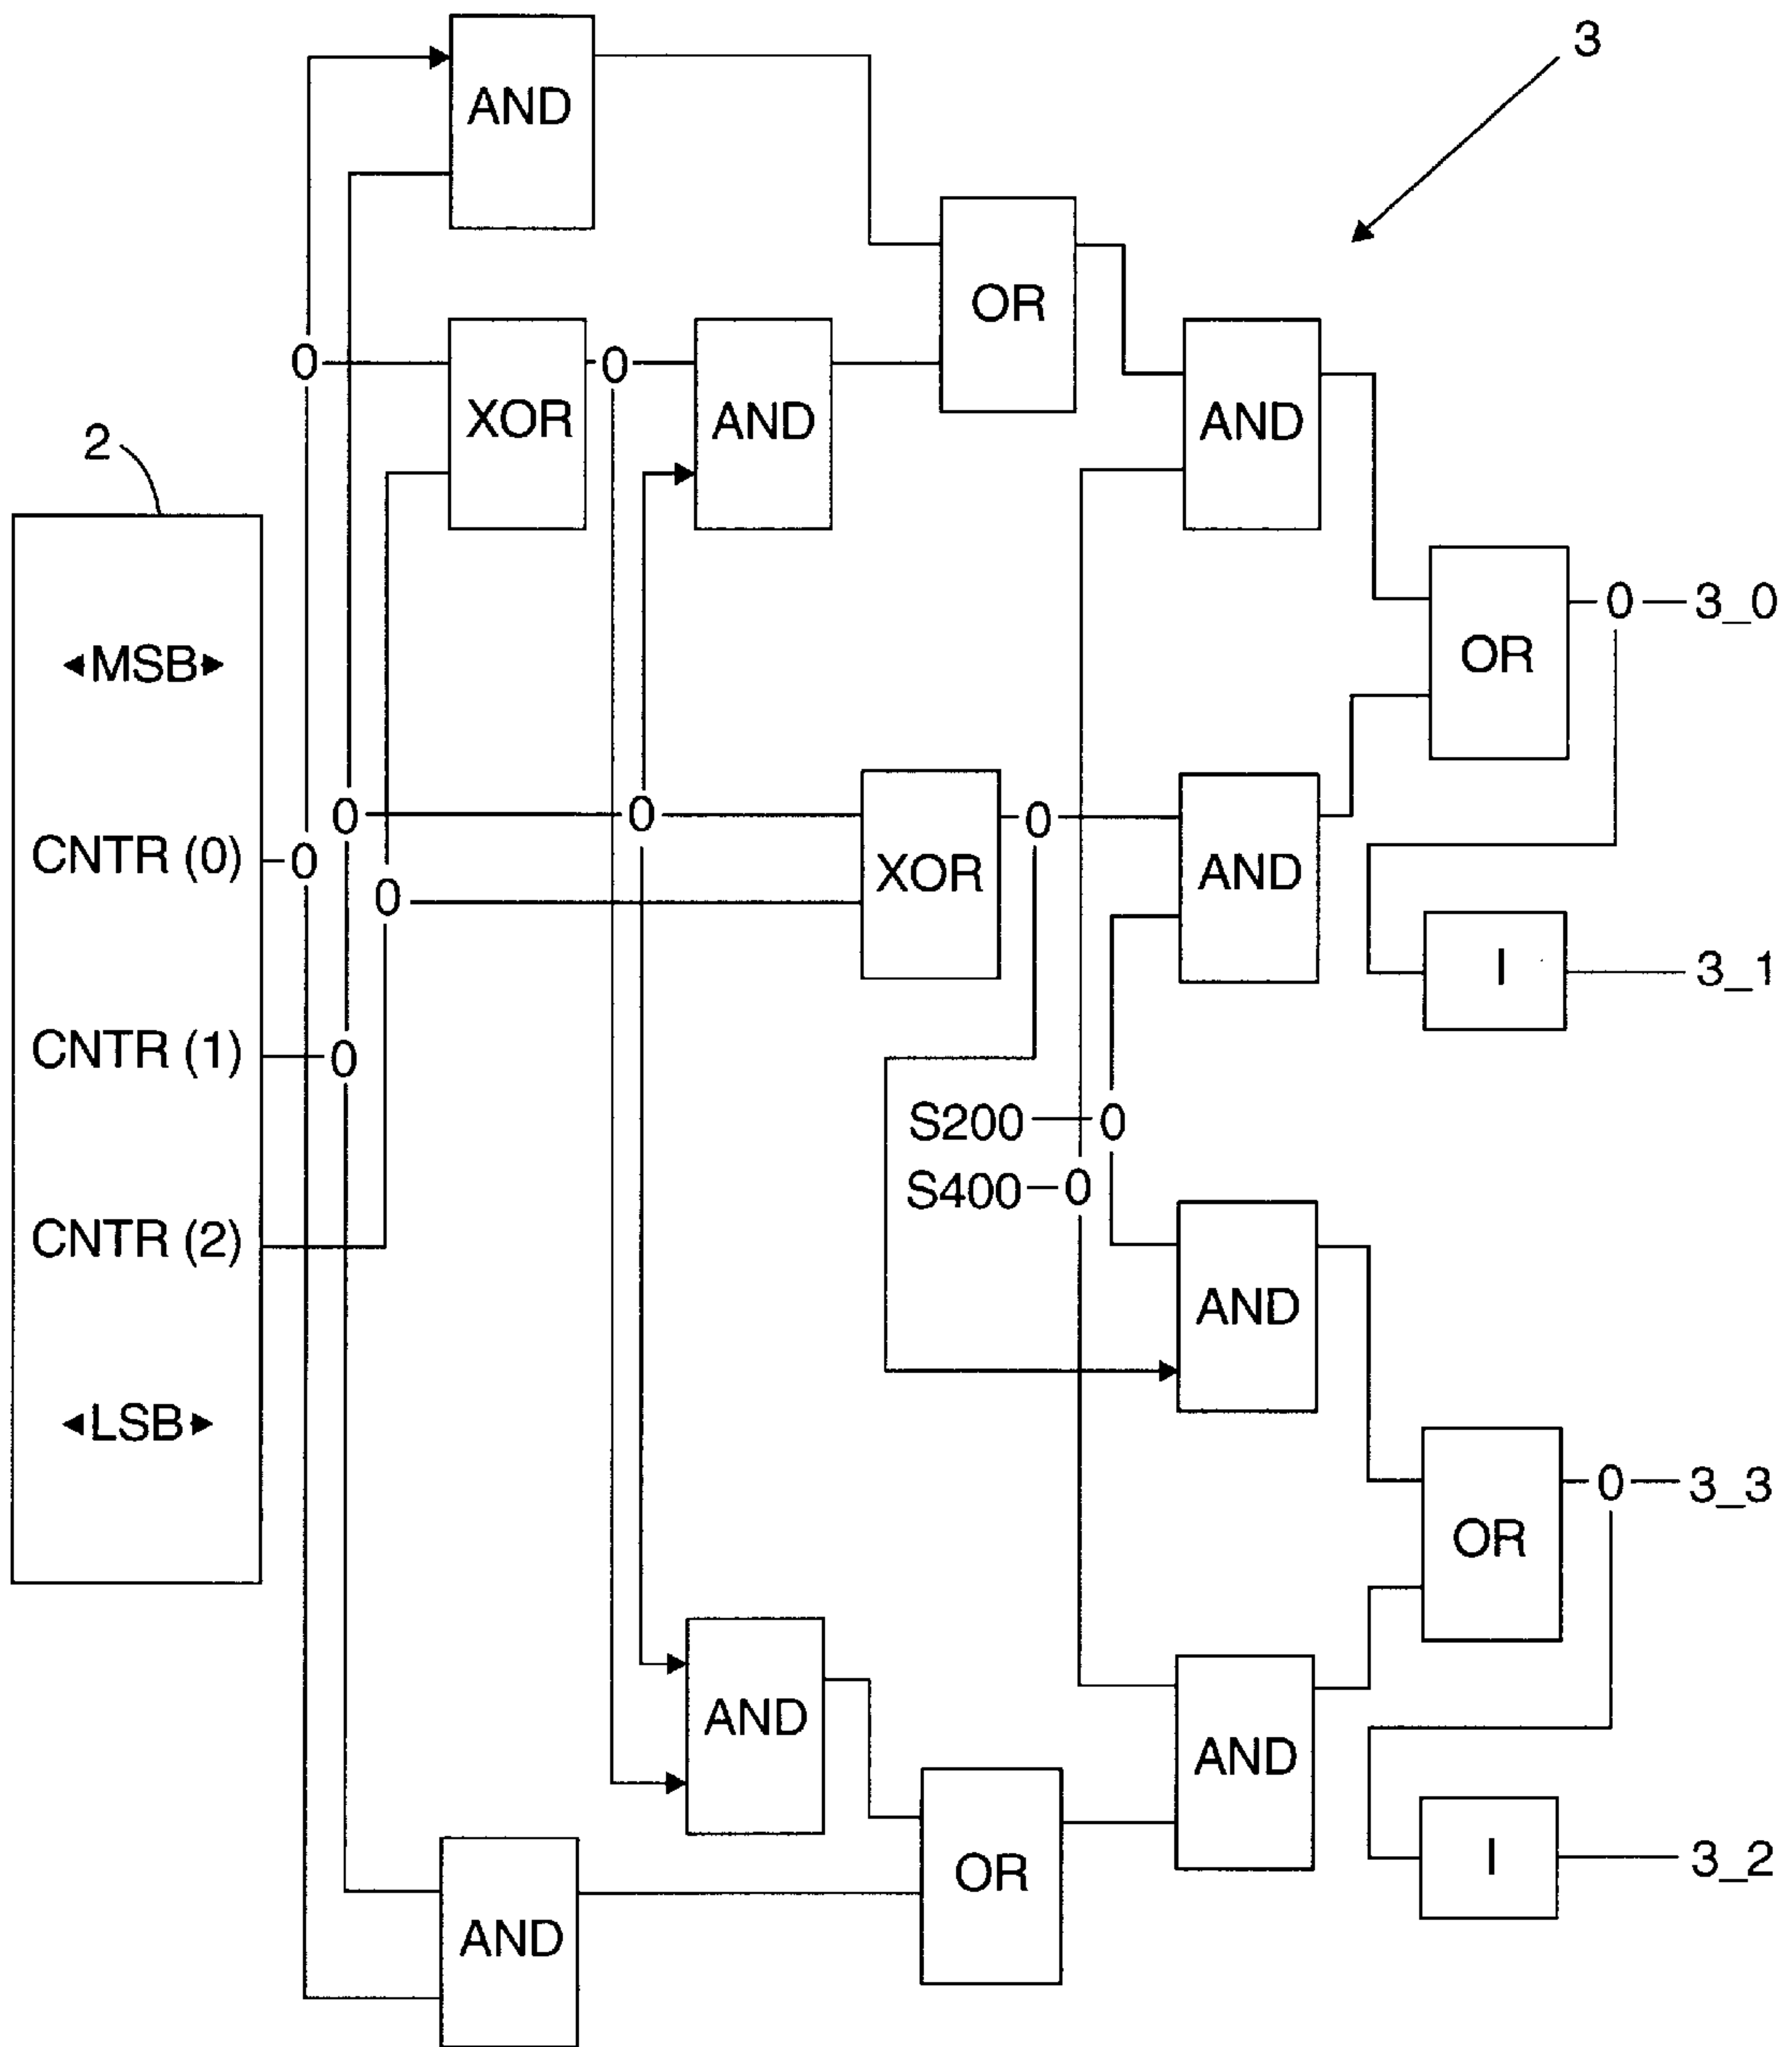 3
AND
OR
0
XOR
0
AND
AND
2
0
3_0
OR
MSB
0
0
0
CNTR (0)
0
XOR
AND
0
I
3_1
CNTR (1)
0
S200
0
S400
0
CNTR (2)
AND
LSB
0
3_3
OR
AND
AND
OR
I
3_2
AND